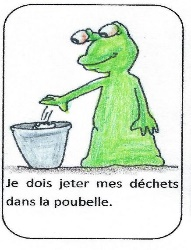 Je dois jeter mes déchets
dans la poubelle.